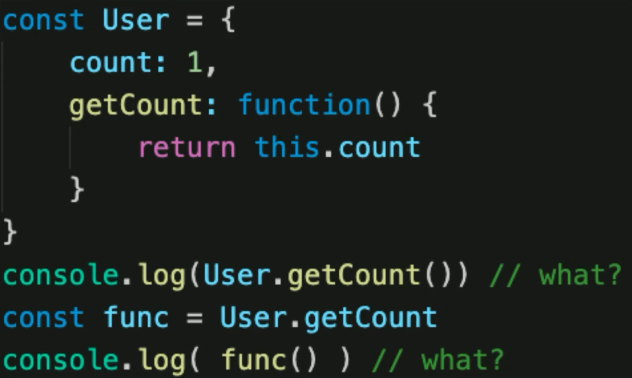 const User = {
    count: 1,
    getCount: function() {
        return this.count
    }
}
console.log(User.getCount()) // what?
const func = User.getCount
console.log( func() ) // what?